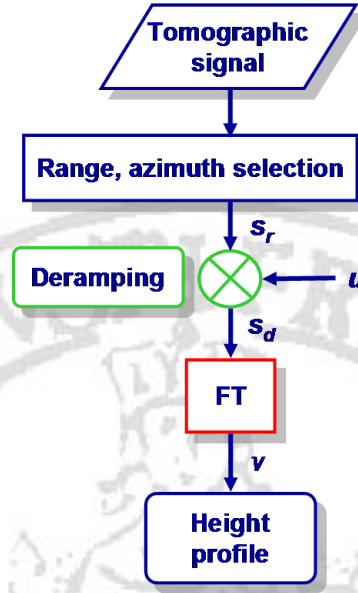 Tomographic
signal
Range, azimuth selection
s_r
Deramping
u
s_d
FT
v
Height
profile